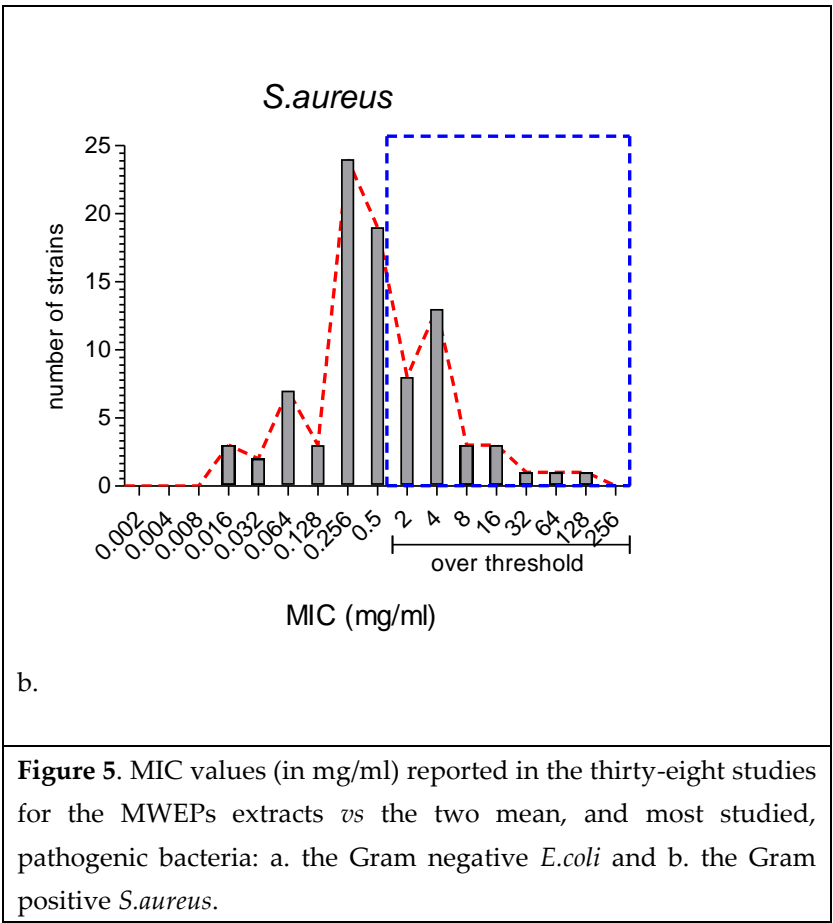 S.aureus
25
20
15
10
5
0
number of strains
0.002 0.004 0.008 0.016 0.032 0.064 0.128 0.256 0.5 2 4 8 16 32 64 128 256
over threshold
MIC (mg/ml)
b.
Figure 5. MIC values (in mg/ml) reported in the thirty-eight studies
for the MWEPs extracts vs the two mean, and most studied,
pathogenic bacteria: a. the Gram negative E.coli and b. the Gram
positive S.aureus.